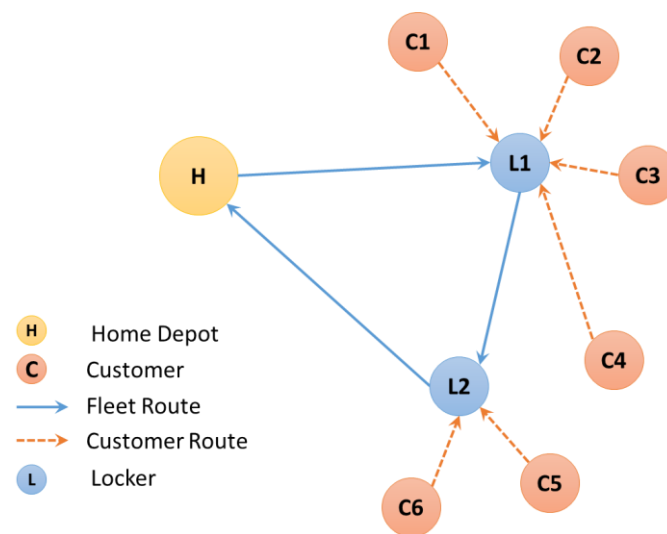 C1
C2
L1
H
C3
C4
L2
C5
C6
H Home Depot
C Customer
Fleet Route
Customer Route
L Locker